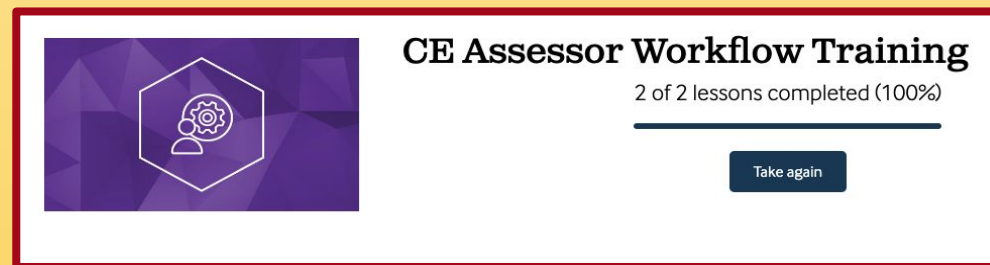 CE Assessor Workflow Training
2 of 2 lessons completed (100%)
Take again